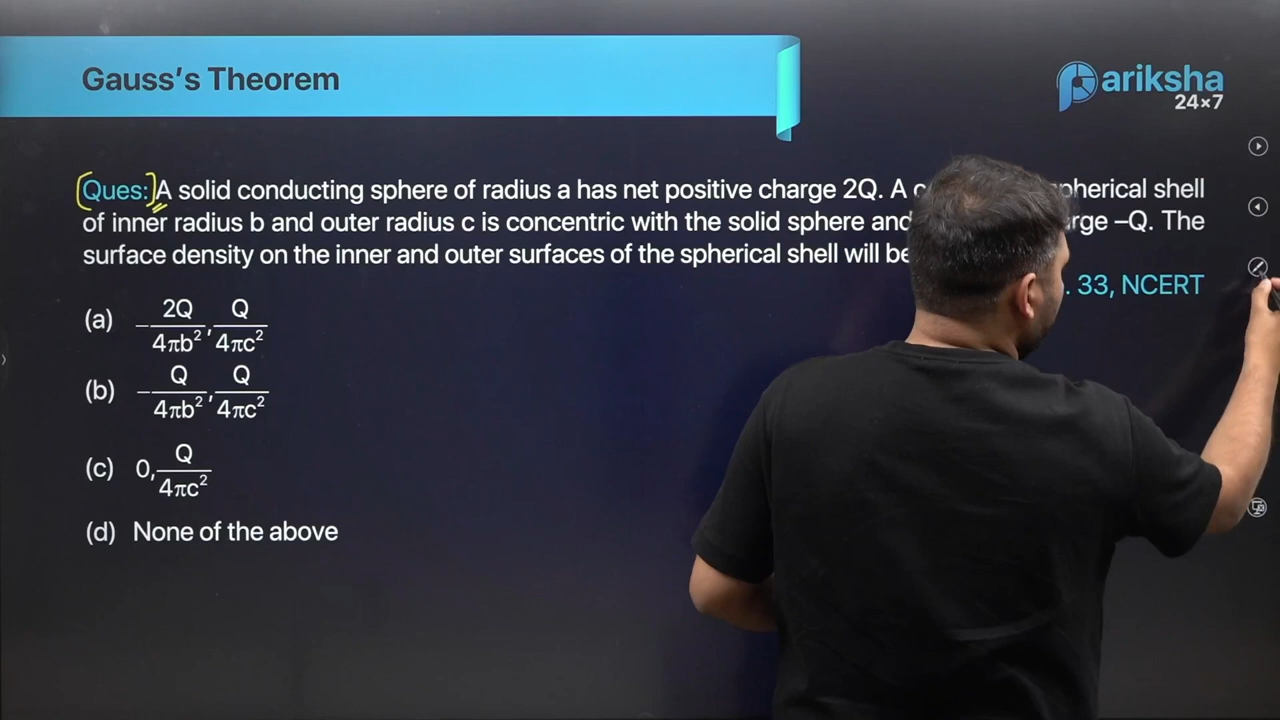 Gauss's Theorem
Pariksha
24×7
Ques: A solid conducting sphere of radius a has net positive charge 2Q. A pherical shell
of inner radius b and outer radius c is concentric with the solid sphere and rge –Q. The
surface density on the inner and outer surfaces of the spherical shell will be
. 33, NCERT
(a) -2Q/4πb², Q/4πc²
(b) -Q/4πb², Q/4πc²
(c) 0, Q/4πc²
(d) None of the above